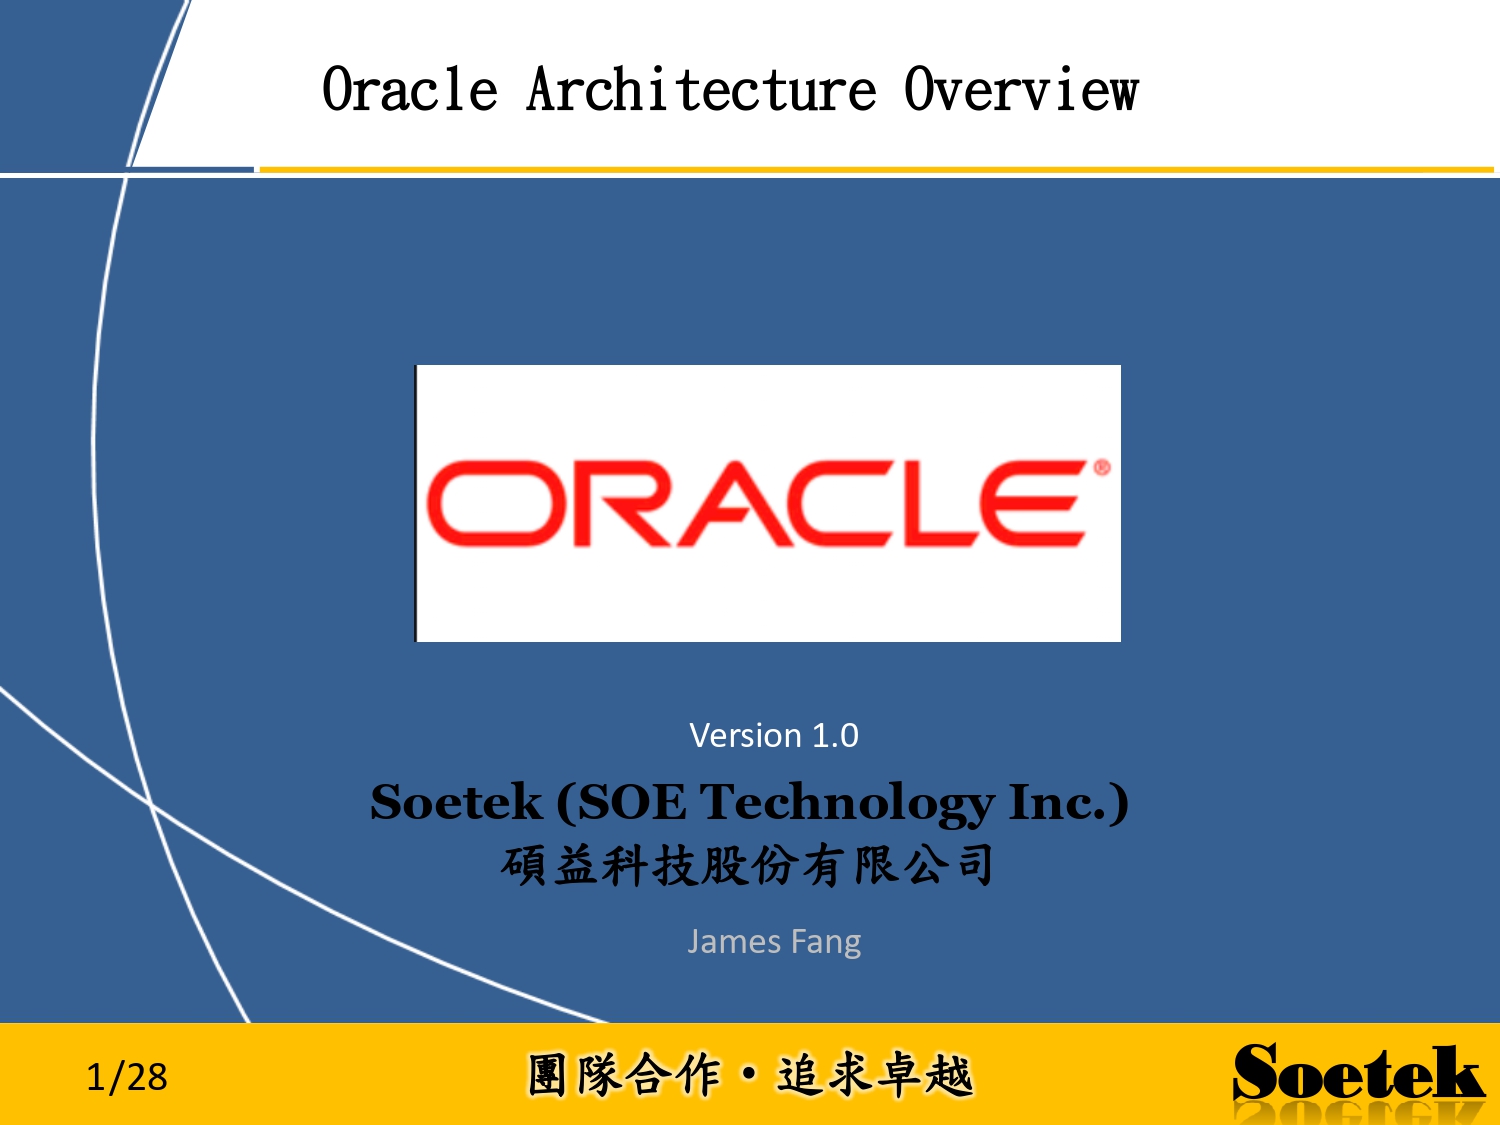 Oracle Architecture Overview
ORACLE®
Version 1.0
Soetek (SOE Technology Inc.)
碩益科技股份有限公司
James Fang
1/28
團隊合作・追求卓越
Soetek